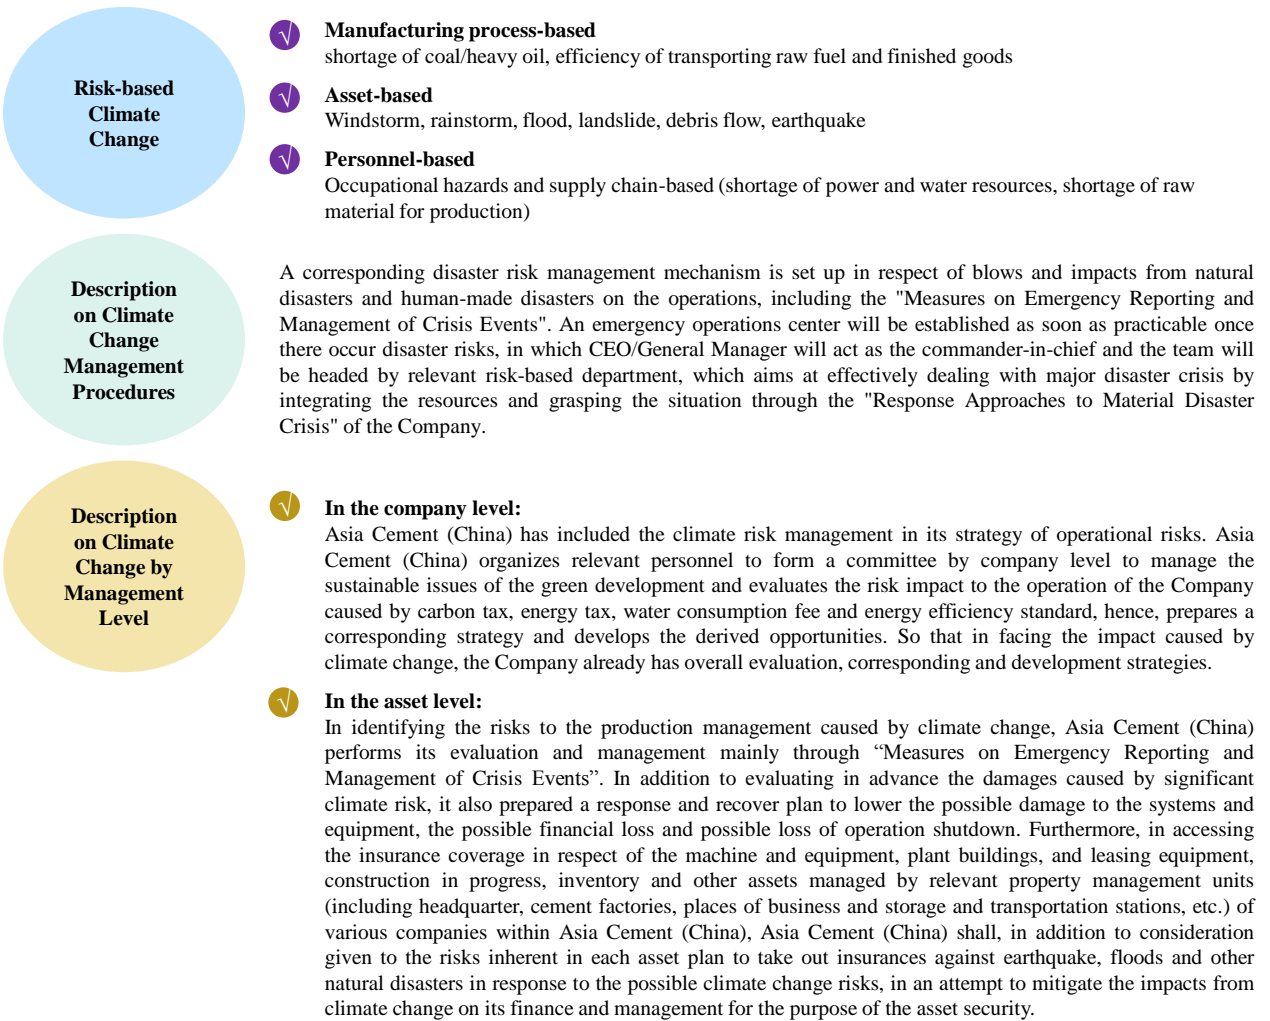 Risk-based
Climate
Change
√
Manufacturing process-based
shortage of coal/heavy oil, efficiency of transporting raw fuel and finished goods
√
Asset-based
Windstorm, rainstorm, flood, landslide, debris flow, earthquake
√
Personnel-based
Occupational hazards and supply chain-based (shortage of power and water resources, shortage of raw
material for production)
Description
on Climate
Change
Management
Procedures
A corresponding disaster risk management mechanism is set up in respect of blows and impacts from natural
disasters and human-made disasters on the operations, including the "Measures on Emergency Reporting and
Management of Crisis Events". An emergency operations center will be established as soon as practicable once
there occur disaster risks, in which CEO/General Manager will act as the commander-in-chief and the team will
be headed by relevant risk-based department, which aims at effectively dealing with major disaster crisis by
integrating the resources and grasping the situation through the "Response Approaches to Material Disaster
Crisis" of the Company.
Description
on Climate
Change by
Management
Level
√
In the company level:
Asia Cement (China) has included the climate risk management in its strategy of operational risks. Asia
Cement (China) organizes relevant personnel to form a committee by company level to manage the
sustainable issues of the green development and evaluates the risk impact to the operation of the Company
caused by carbon tax, energy tax, water consumption fee and energy efficiency standard, hence, prepares a
corresponding strategy and develops the derived opportunities. So that in facing the impact caused by
climate change, the Company already has overall evaluation, corresponding and development strategies.
√
In the asset level:
In identifying the risks to the production management caused by climate change, Asia Cement (China)
performs its evaluation and management mainly through “Measures on Emergency Reporting and
Management of Crisis Events”. In addition to evaluating in advance the damages caused by significant
climate risk, it also prepared a response and recover plan to lower the possible damage to the systems and
equipment, the possible financial loss and possible loss of operation shutdown. Furthermore, in accessing
the insurance coverage in respect of the machine and equipment, plant buildings, and leasing equipment,
construction in progress, inventory and other assets managed by relevant property management units
(including headquarter, cement factories, places of business and storage and transportation stations, etc.) of
various companies within Asia Cement (China), Asia Cement (China) shall, in addition to consideration
given to the risks inherent in each asset plan to take out insurances against earthquake, floods and other
natural disasters in response to the possible climate change risks, in an attempt to mitigate the impacts from
climate change on its finance and management for the purpose of the asset security.